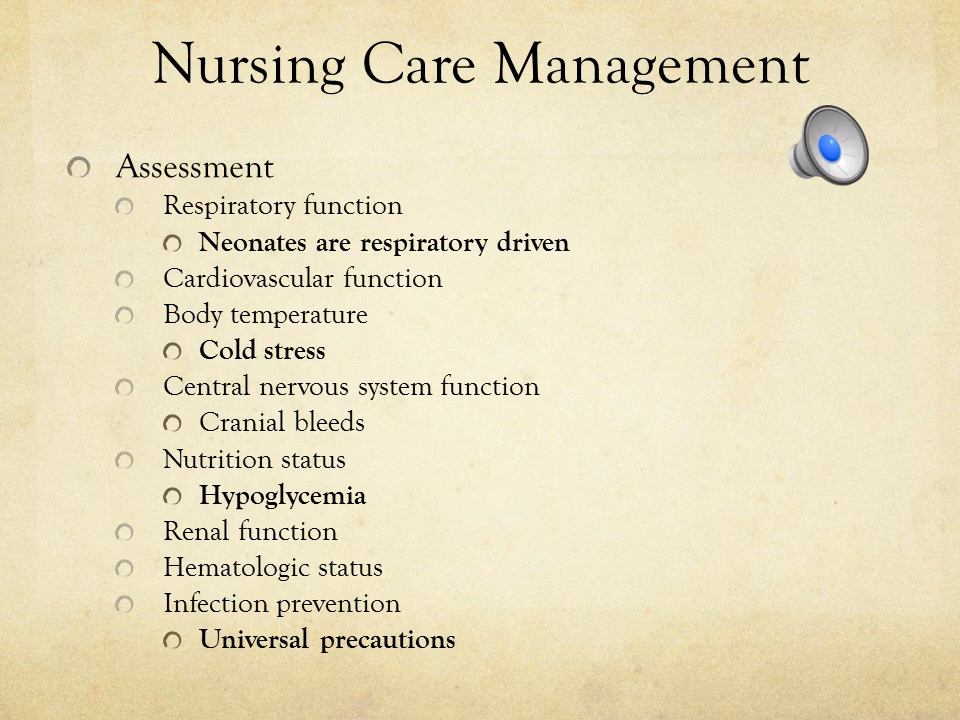 Nursing Care Management
Assessment
Respiratory function
Neonates are respiratory driven
Cardiovascular function
Body temperature
Cold stress
Central nervous system function
Cranial bleeds
Nutrition status
Hypoglycemia
Renal function
Hematologic status
Infection prevention
Universal precautions